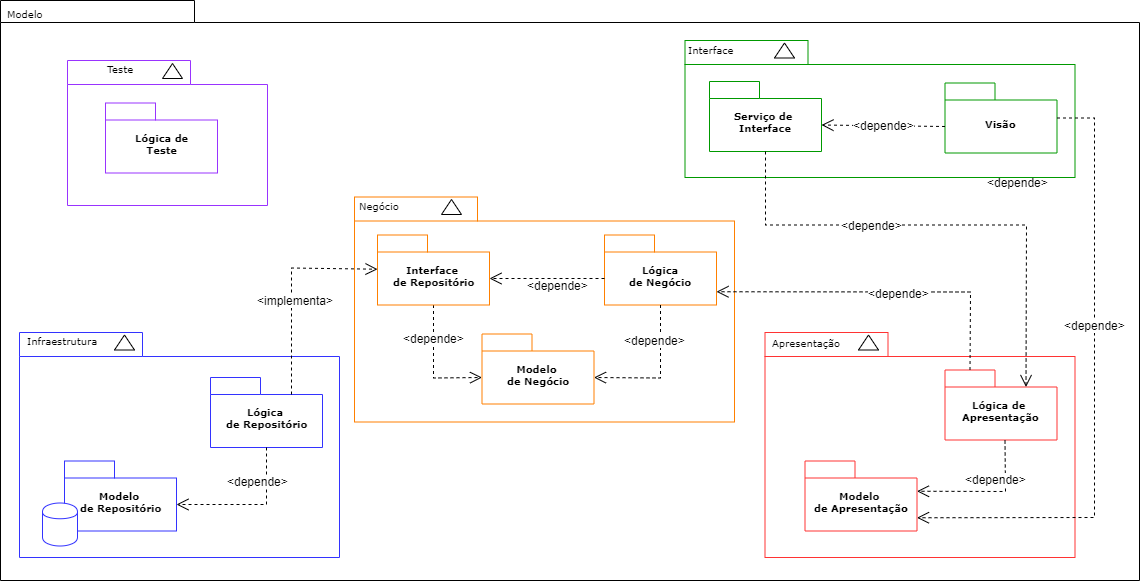 Modelo
Teste
Lógica de
Teste
Interface
Serviço de
Interface
<depende>
Visão
<depende>
<depende>
<depende>
Negócio
Interface
de Repositório
<depende>
Lógica
de Negócio
<depende>
<implementa>
<depende>
<depende>
Modelo
de Negócio
Infraestrutura
Lógica
de Repositório
<depende>
Modelo
de Repositório
Apresentação
Lógica de
Apresentação
<depende>
Modelo
de Apresentação